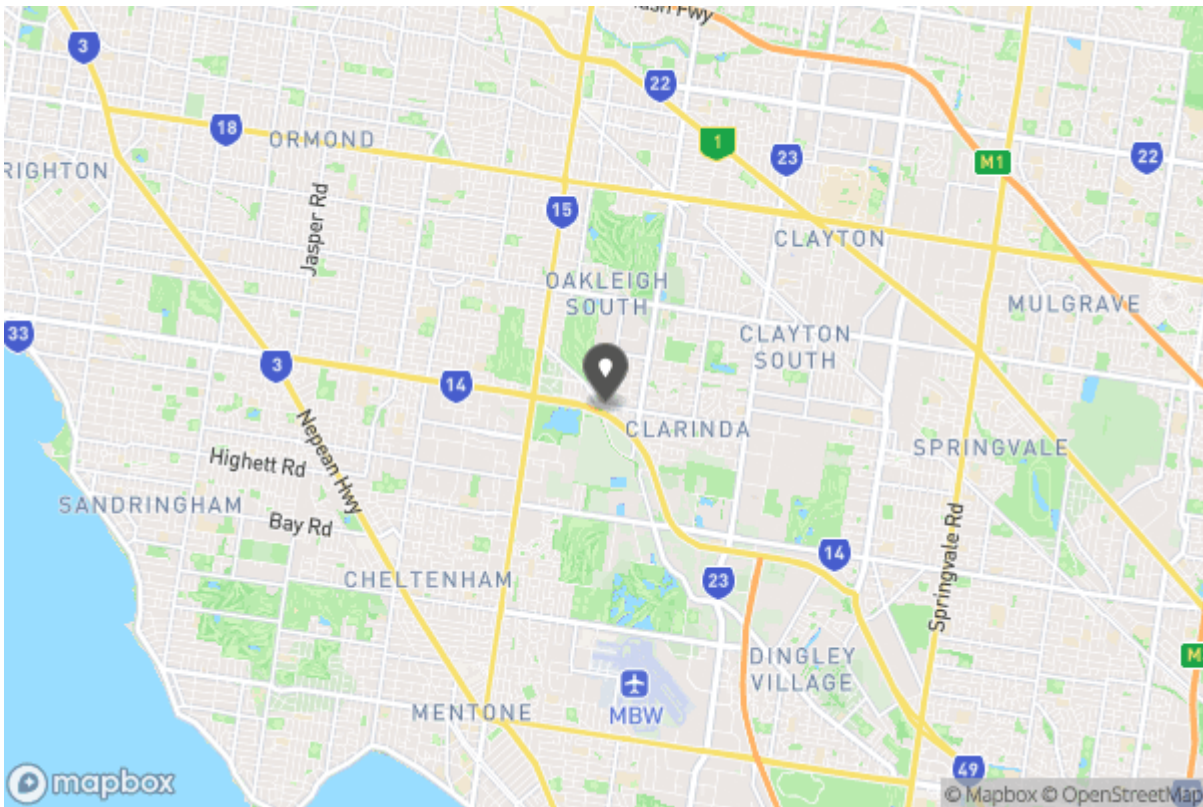 ash Fwy
3
22
18
ORMOND
1
23
M1
22
RIGHTON
Jasper Rd
15
CLAYTON
OAKLEIGH
SOUTH
MULGRAVE
33
CLAYTON
SOUTH
3
14
CLARINDA
Nepean Hwy
Highett Rd
SPRINGVALE
SANDRINGHAM
Bay Rd
14
Springvale Rd
CHELTENHAM
23
DINGLEY
VILLAGE
M
MBW
MENTONE
49
mapbox
© Mapbox © OpenStreetMap